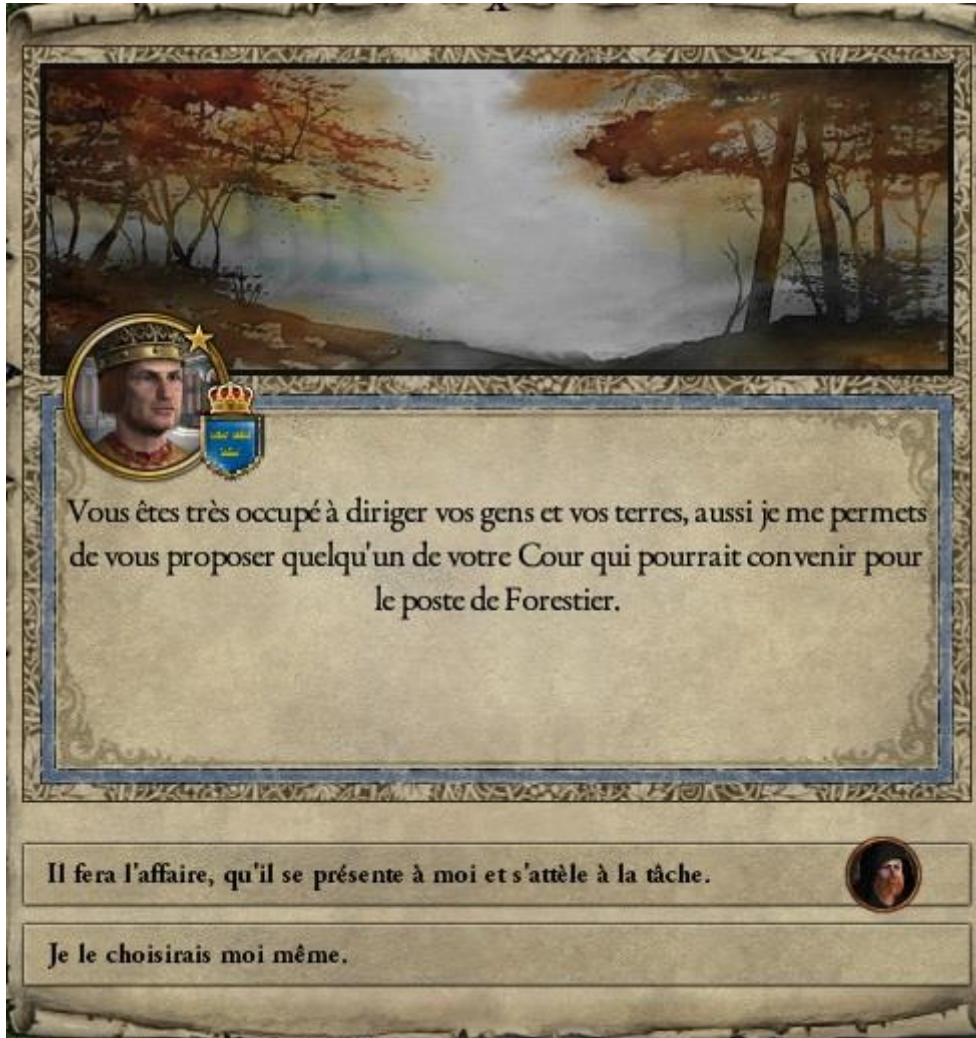 Vous êtes très occupé à diriger vos gens et vos terres, aussi je me permets
de vous proposer quelqu'un de votre Cour qui pourrait convenir pour
le poste de Forestier.
Il fera l'affaire, qu'il se présente à moi et s'attèle à la tâche.
Je le choisirais moi même.